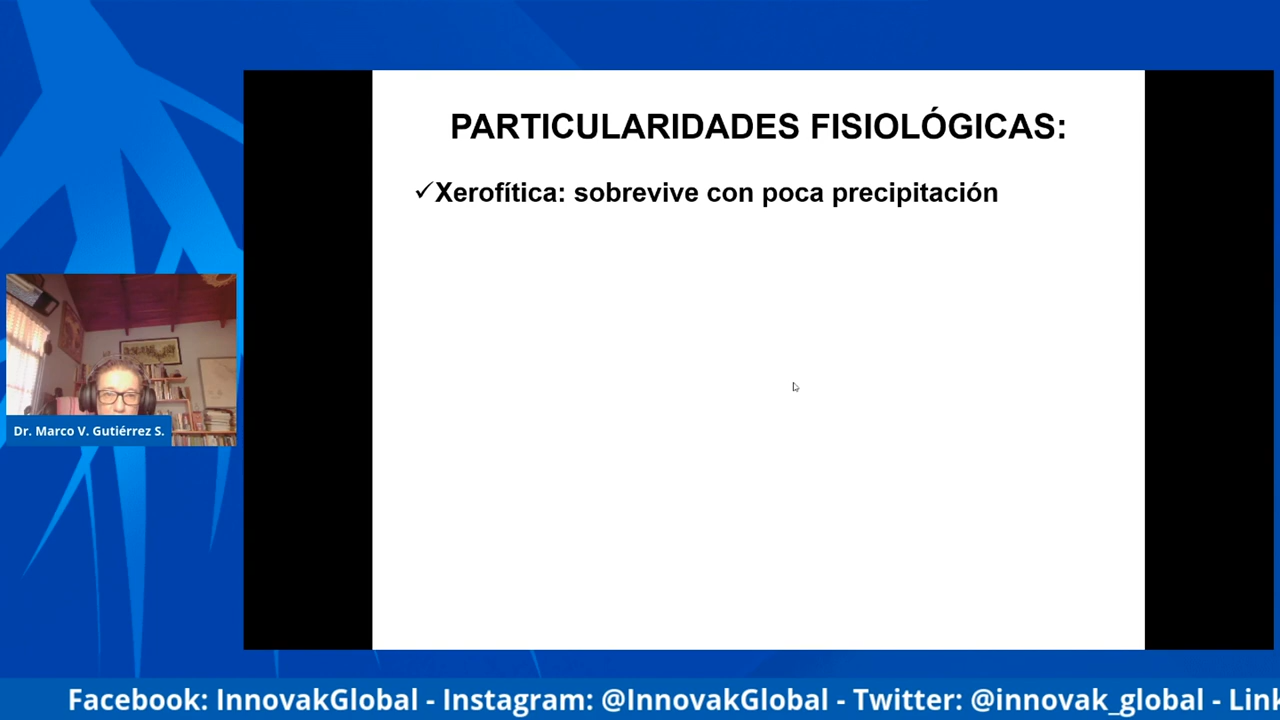 PARTICULARIDADES FISIOLÓGICAS:
✓Xerofítica: sobrevive con poca precipitación
Dr. Marco V. Gutiérrez S.
Facebook: InnovakGlobal - Instagram: @InnovakGlobal - Twitter: @innovak_global - Link